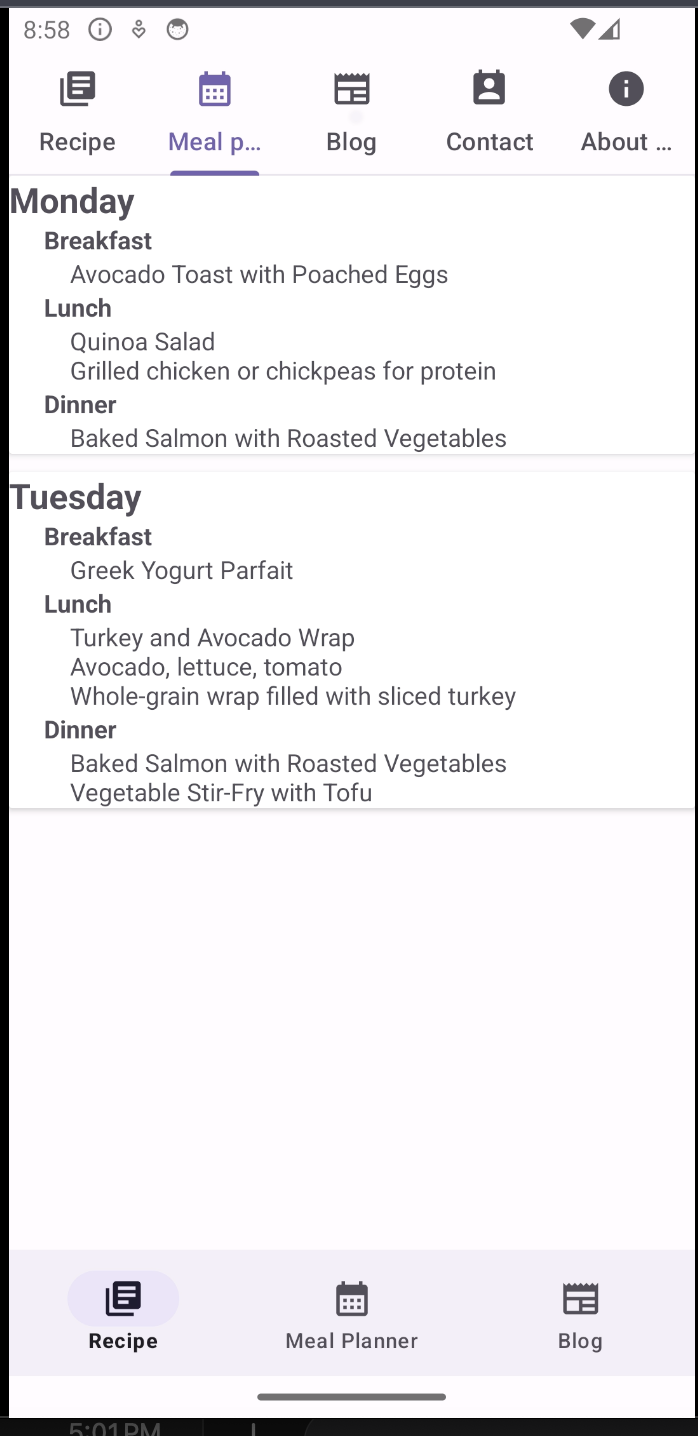 8:58
Recipe
Meal p...
Blog
Contact
About ...
Monday
Breakfast
Avocado Toast with Poached Eggs
Lunch
Quinoa Salad
Grilled chicken or chickpeas for protein
Dinner
Baked Salmon with Roasted Vegetables
Tuesday
Breakfast
Greek Yogurt Parfait
Lunch
Turkey and Avocado Wrap
Avocado, lettuce, tomato
Whole-grain wrap filled with sliced turkey
Dinner
Baked Salmon with Roasted Vegetables
Vegetable Stir-Fry with Tofu
Recipe
Meal Planner
Blog
5:01PM